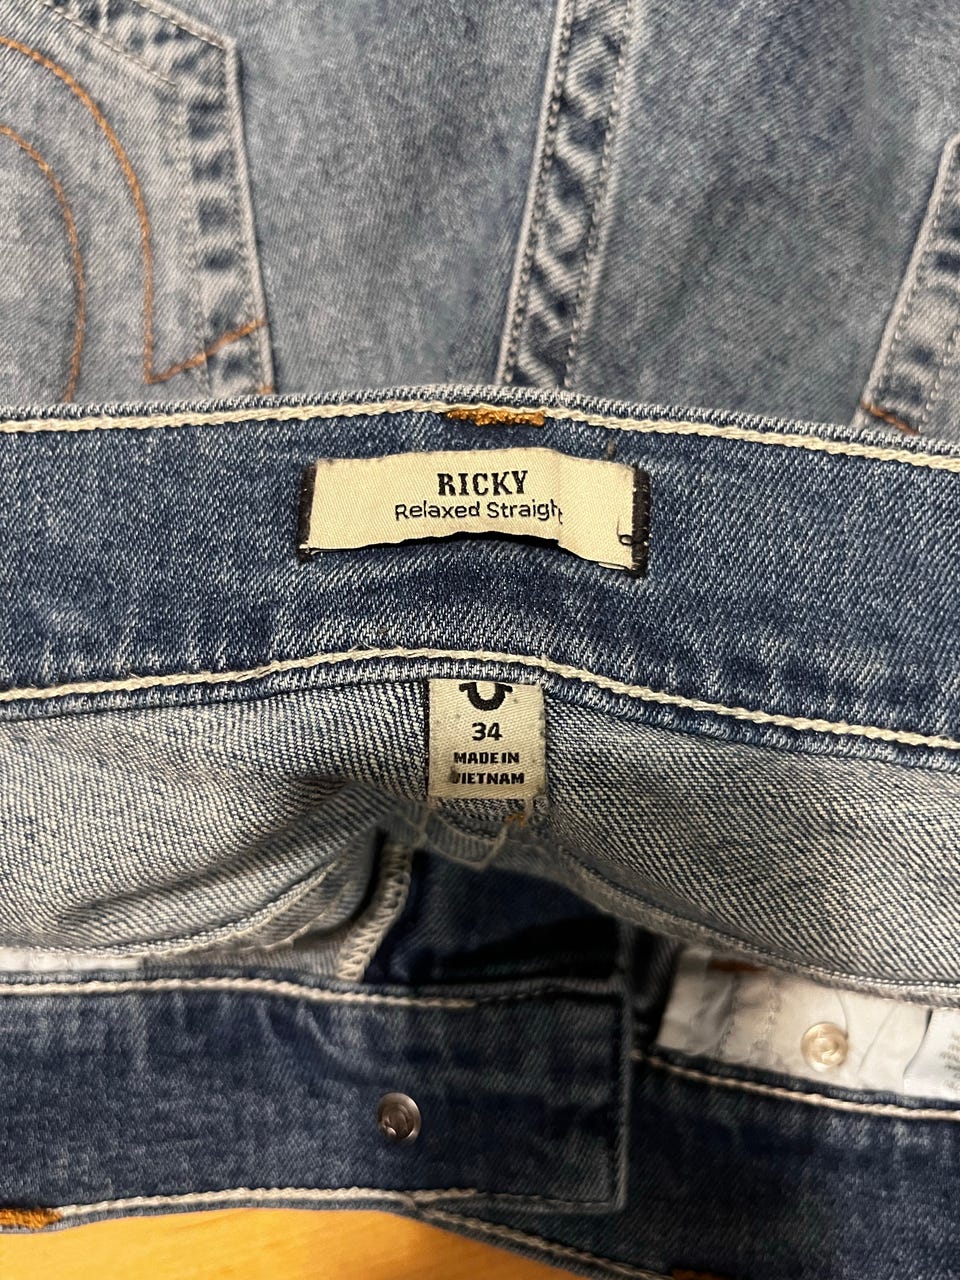 RICKY
Relaxed Straight
34
MADE IN
VIETNAM